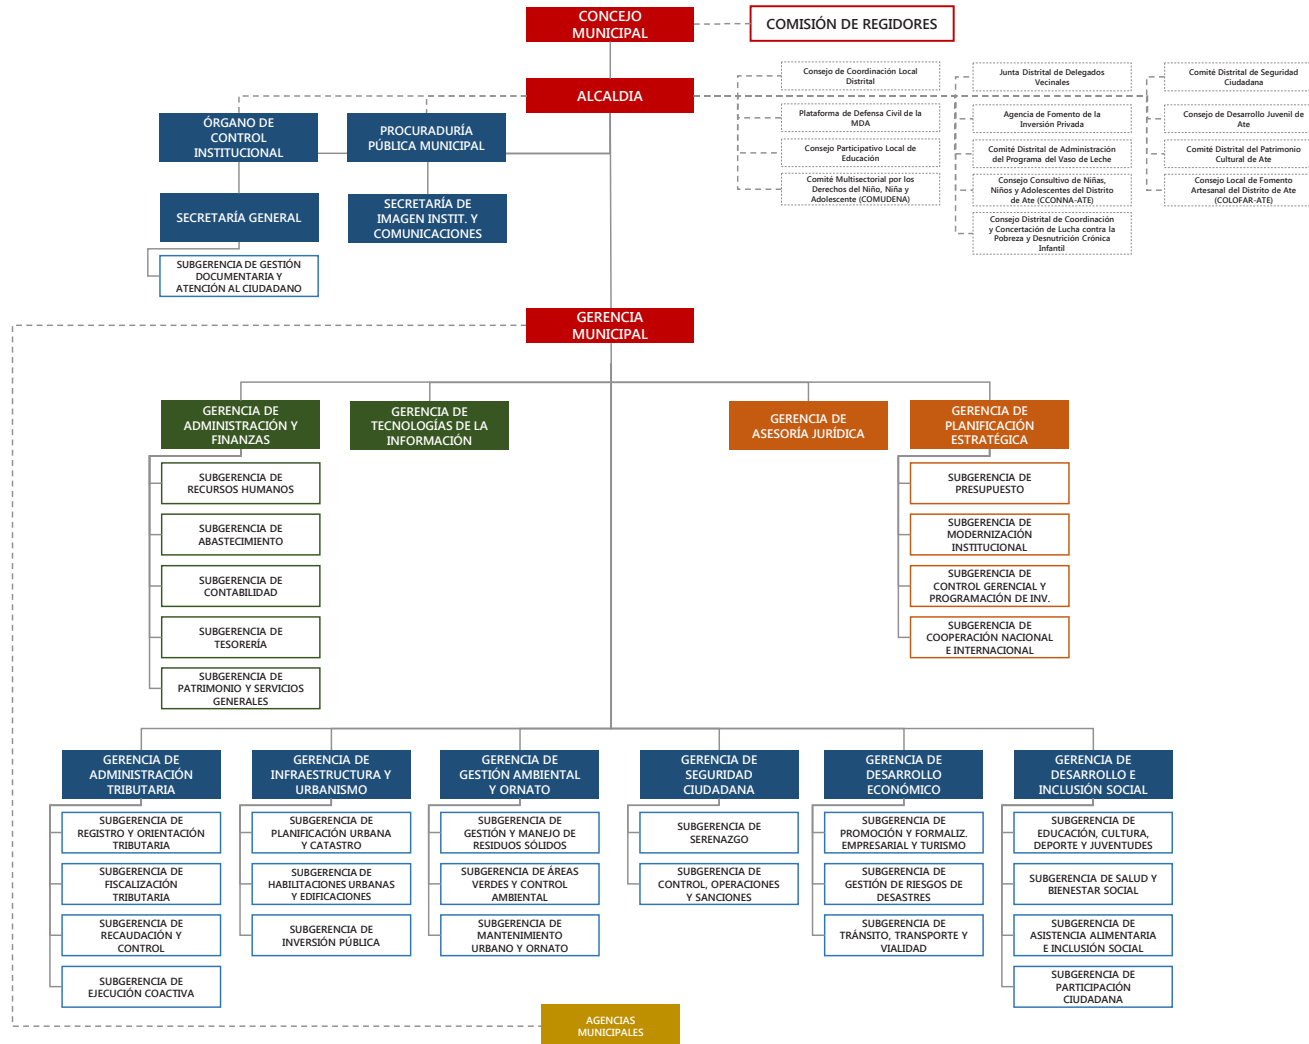 CONCEJO
MUNICIPAL
COMISIÓN DE REGIDORES
ALCALDIA
Consejo de Coordinación Local
Distrital
Junta Distrital de Delegados
Vecinales
Comité Distrital de Seguridad
Ciudadana
Plataforma de Defensa Civil de la
MDA
Agencia de Fomento de la
Inversión Privada
Consejo de Desarrollo Juvenil de
Ate
Consejo Participativo Local de
Educación
Comité Distrital de Administración
del Programa del Vaso de Leche
Comité Distrital del Patrimonio
Cultural de Ate
Comité Multisectorial por los
Derechos del Niño, Niña y
Adolescente (COMUDENA)
Consejo Consultivo de Niñas,
Niños y Adolescentes del Distrito
de Ate (CCONNA-ATE)
Consejo Local de Fomento
Artesanal del Distrito de Ate
(COLOFAR-ATE)
Consejo Distrital de Coordinación
y Concertación de Lucha contra la
Pobreza y Desnutrición Crónica
Infantil
ÓRGANO DE
CONTROL
INSTITUCIONAL
PROCURADURÍA
PÚBLICA MUNICIPAL
SECRETARÍA GENERAL
SECRETARÍA DE
IMAGEN INSTIT. Y
COMUNICACIONES
SUBGERENCIA DE GESTIÓN
DOCUMENTARIA Y
ATENCIÓN AL CIUDADANO
GERENCIA
MUNICIPAL
GERENCIA DE
ADMINISTRACIÓN Y
FINANZAS
GERENCIA DE
TECNOLOGÍAS DE LA
INFORMACIÓN
GERENCIA DE
ASESORÍA JURÍDICA
GERENCIA DE
PLANIFICACIÓN
ESTRATÉGICA
SUBGERENCIA DE
RECURSOS HUMANOS
SUBGERENCIA DE
ABASTECIMIENTO
SUBGERENCIA DE
CONTABILIDAD
SUBGERENCIA DE
TESORERÍA
SUBGERENCIA DE
PATRIMONIO Y SERVICIOS
GENERALES
SUBGERENCIA DE
PRESUPUESTO
SUBGERENCIA DE
MODERNIZACIÓN
INSTITUCIONAL
SUBGERENCIA DE
CONTROL GERENCIAL Y
PROGRAMACIÓN DE INV.
SUBGERENCIA DE
COOPERACIÓN NACIONAL
E INTERNACIONAL
GERENCIA DE
ADMINISTRACIÓN
TRIBUTARIA
SUBGERENCIA DE
REGISTRO Y ORIENTACIÓN
TRIBUTARIA
SUBGERENCIA DE
FISCALIZACIÓN
TRIBUTARIA
SUBGERENCIA DE
RECAUDACIÓN Y
CONTROL
SUBGERENCIA DE
EJECUCIÓN COACTIVA
GERENCIA DE
INFRAESTRUCTURA Y
URBANISMO
SUBGERENCIA DE
PLANIFICACIÓN URBANA
Y CATASTRO
SUBGERENCIA DE
HABILITACIONES URBANAS
Y EDIFICACIONES
SUBGERENCIA DE
INVERSIÓN PÚBLICA
GERENCIA DE
GESTIÓN AMBIENTAL
Y ORNATO
SUBGERENCIA DE
GESTIÓN Y MANEJO DE
RESIDUOS SÓLIDOS
SUBGERENCIA DE ÁREAS
VERDES Y CONTROL
AMBIENTAL
SUBGERENCIA DE
MANTENIMIENTO
URBANO Y ORNATO
GERENCIA DE
SEGURIDAD
CIUDADANA
SUBGERENCIA DE
SERENAZGO
SUBGERENCIA DE
CONTROL, OPERACIONES
Y SANCIONES
GERENCIA DE
DESARROLLO
ECONÓMICO
SUBGERENCIA DE
PROMOCIÓN Y FORMALIZ.
EMPRESARIAL Y TURISMO
SUBGERENCIA DE
GESTIÓN DE RIESGOS DE
DESASTRES
SUBGERENCIA DE
TRÁNSITO, TRANSPORTE Y
VIALIDAD
GERENCIA DE
DESARROLLO E
INCLUSIÓN SOCIAL
SUBGERENCIA DE
EDUCACIÓN, CULTURA,
DEPORTE Y JUVENTUDES
SUBGERENCIA DE SALUD Y
BIENESTAR SOCIAL
SUBGERENCIA DE
ASISTENCIA ALIMENTARIA
E INCLUSIÓN SOCIAL
SUBGERENCIA DE
PARTICIPACIÓN
CIUDADANA
AGENCIAS
MUNICIPALES